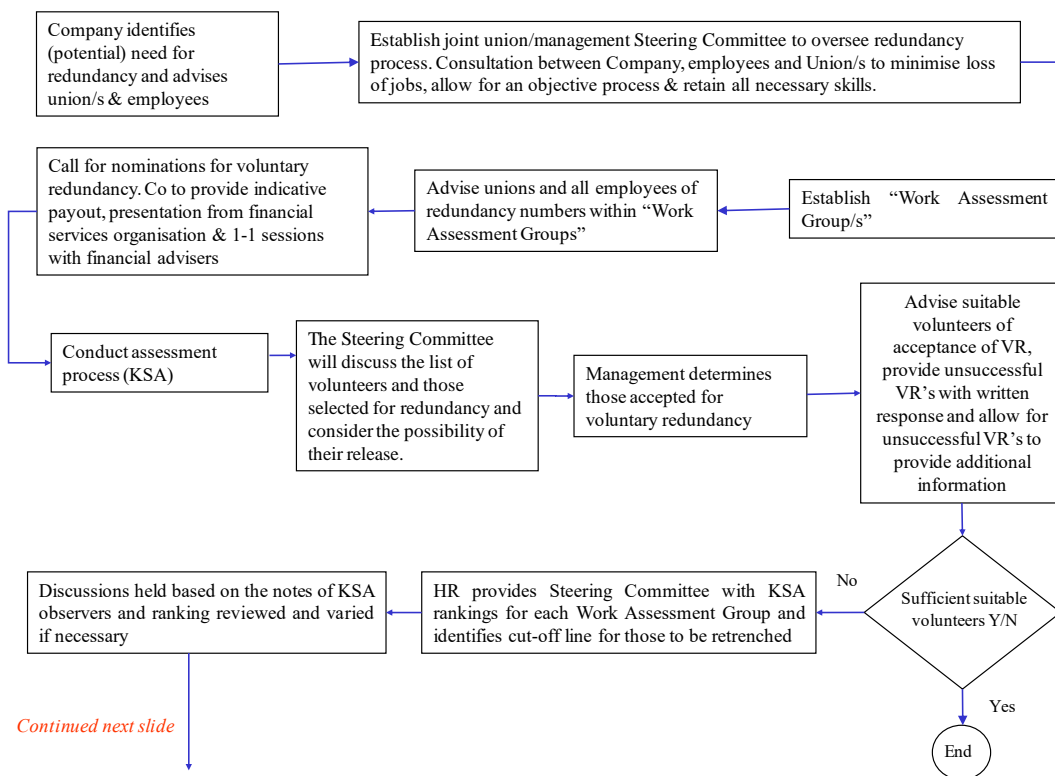 Company identifies
(potential) need for
redundancy and advises
union/s & employees
Establish joint union/management Steering Committee to oversee redundancy
process. Consultation between Company, employees and Union/s to minimise loss
of jobs, allow for an objective process & retain all necessary skills.
Establish “Work Assessment
Group/s”
Advise unions and all employees of
redundancy numbers within “Work
Assessment Groups”
Call for nominations for voluntary
redundancy. Co to provide indicative
payout, presentation from financial
services organisation & 1-1 sessions
with financial advisers
Conduct assessment
process (KSA)
The Steering Committee
will discuss the list of
volunteers and those
selected for redundancy and
consider the possibility of
their release.
Management determines
those accepted for
voluntary redundancy
Advise suitable
volunteers of
acceptance of VR,
provide unsuccessful
VR’s with written
response and allow for
unsuccessful VR’s to
provide additional
information
Sufficient suitable
volunteers Y/N
No
Yes
End
HR provides Steering Committee with KSA
rankings for each Work Assessment Group and
identifies cut-off line for those to be retrenched
Discussions held based on the notes of KSA
observers and ranking reviewed and varied
if necessary
Continued next slide